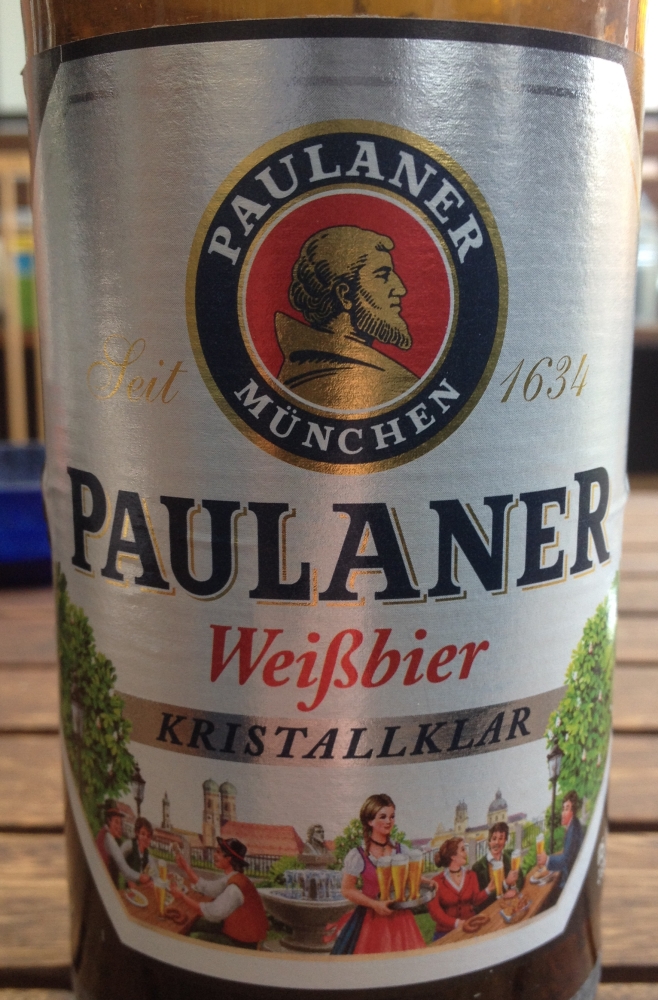 PAULANER
MÜNCHEN
Seit 1634
PAULANER
Weißbier
KRISTALLKLAR